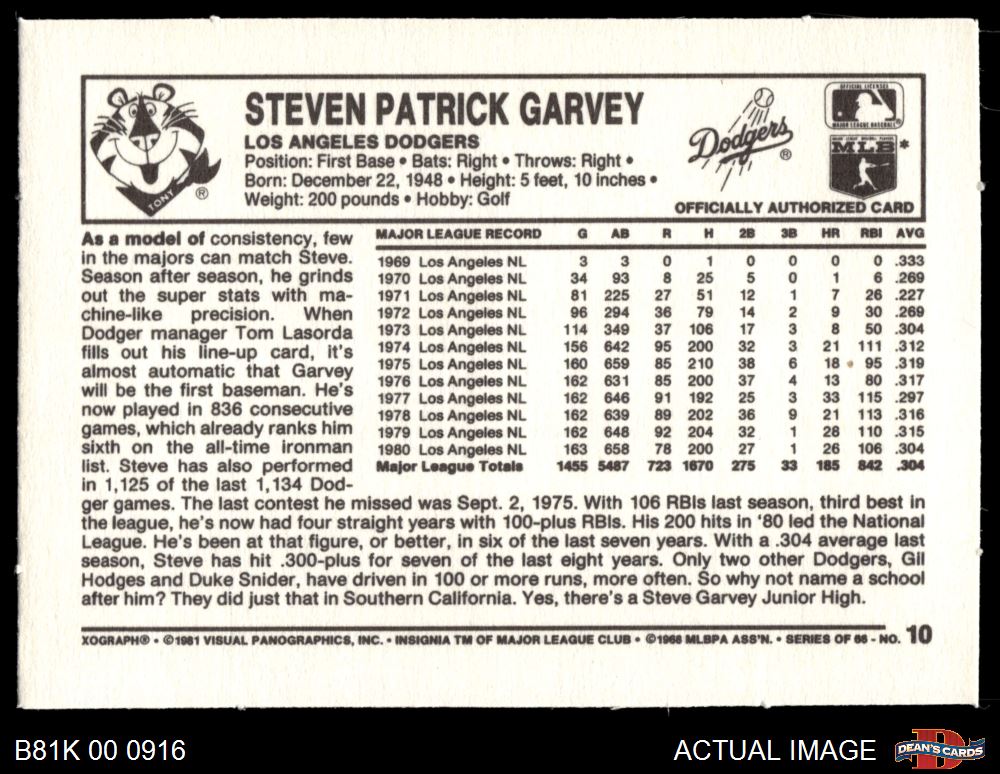 STEVEN PATRICK GARVEY
LOS ANGELES DODGERS
Position: First Base • Bats: Right • Throws: Right •
Born: December 22, 1948 • Height: 5 feet, 10 inches •
Weight: 200 pounds • Hobby: Golf
TONY ®
Dodgers ®
OFFICIAL LICENSEE
MAJOR LEAGUE BASEBALL ®
MLB *
OFFICIALLY AUTHORIZED CARD
As a model of consistency, few
in the majors can match Steve.
Season after season, he grinds
out the super stats with ma-
chine-like precision. When
Dodger manager Tom Lasorda
fills out his line-up card, it's
almost automatic that Garvey
will be the first baseman. He's
now played in 836 consecutive
games, which already ranks him
sixth on the all-time ironman
list. Steve has also performed
in 1,125 of the last 1,134 Dod-
MAJOR LEAGUE RECORD G AB R H 2B 3B HR RBI AVG
1969 Los Angeles NL 3 3 0 1 0 0 0 0 .333
1970 Los Angeles NL 34 93 8 25 5 0 1 6 .269
1971 Los Angeles NL 81 225 27 51 12 1 7 26 .227
1972 Los Angeles NL 96 294 36 79 14 2 9 30 .269
1973 Los Angeles NL 114 349 37 106 17 3 8 50 .304
1974 Los Angeles NL 156 642 95 200 32 3 21 111 .312
1975 Los Angeles NL 160 659 85 210 38 6 18 95 .319
1976 Los Angeles NL 162 631 85 200 37 4 13 80 .317
1977 Los Angeles NL 162 646 91 192 25 3 33 115 .297
1978 Los Angeles NL 162 639 89 202 36 9 21 113 .316
1979 Los Angeles NL 162 648 92 204 32 1 28 110 .315
1980 Los Angeles NL 163 658 78 200 27 1 26 106 .304
Major League Totals 1455 5487 723 1670 275 33 185 842 .304
ger games. The last contest he missed was Sept. 2, 1975. With 106 RBIs last season, third best in
the league, he's now had four straight years with 100-plus RBIs. His 200 hits in '80 led the National
League. He's been at that figure, or better, in six of the last seven years. With a .304 average last
season, Steve has hit .300-plus for seven of the last eight years. Only two other Dodgers, Gil
Hodges and Duke Snider, have driven in 100 or more runs, more often. So why not name a school
after him? They did just that in Southern California. Yes, there's a Steve Garvey Junior High.
XOGRAPH® • ©1981 VISUAL PANOGRAPHICS, INC. • INSIGNIA TM OF MAJOR LEAGUE CLUB • ©1966 MLBPA ASS'N. • SERIES OF 66 - NO. 10
B81K 00 0916
ACTUAL IMAGE
DEAN'S CARDS